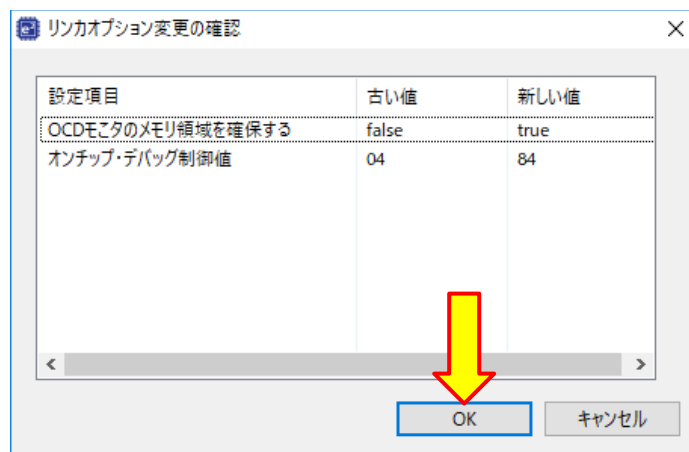 リンカオプション変更の確認
設定項目 古い値 新しい値
OCDモニタのメモリ領域を確保する false true
オンチップ・デバッグ制御値 04 84
OK キャンセル